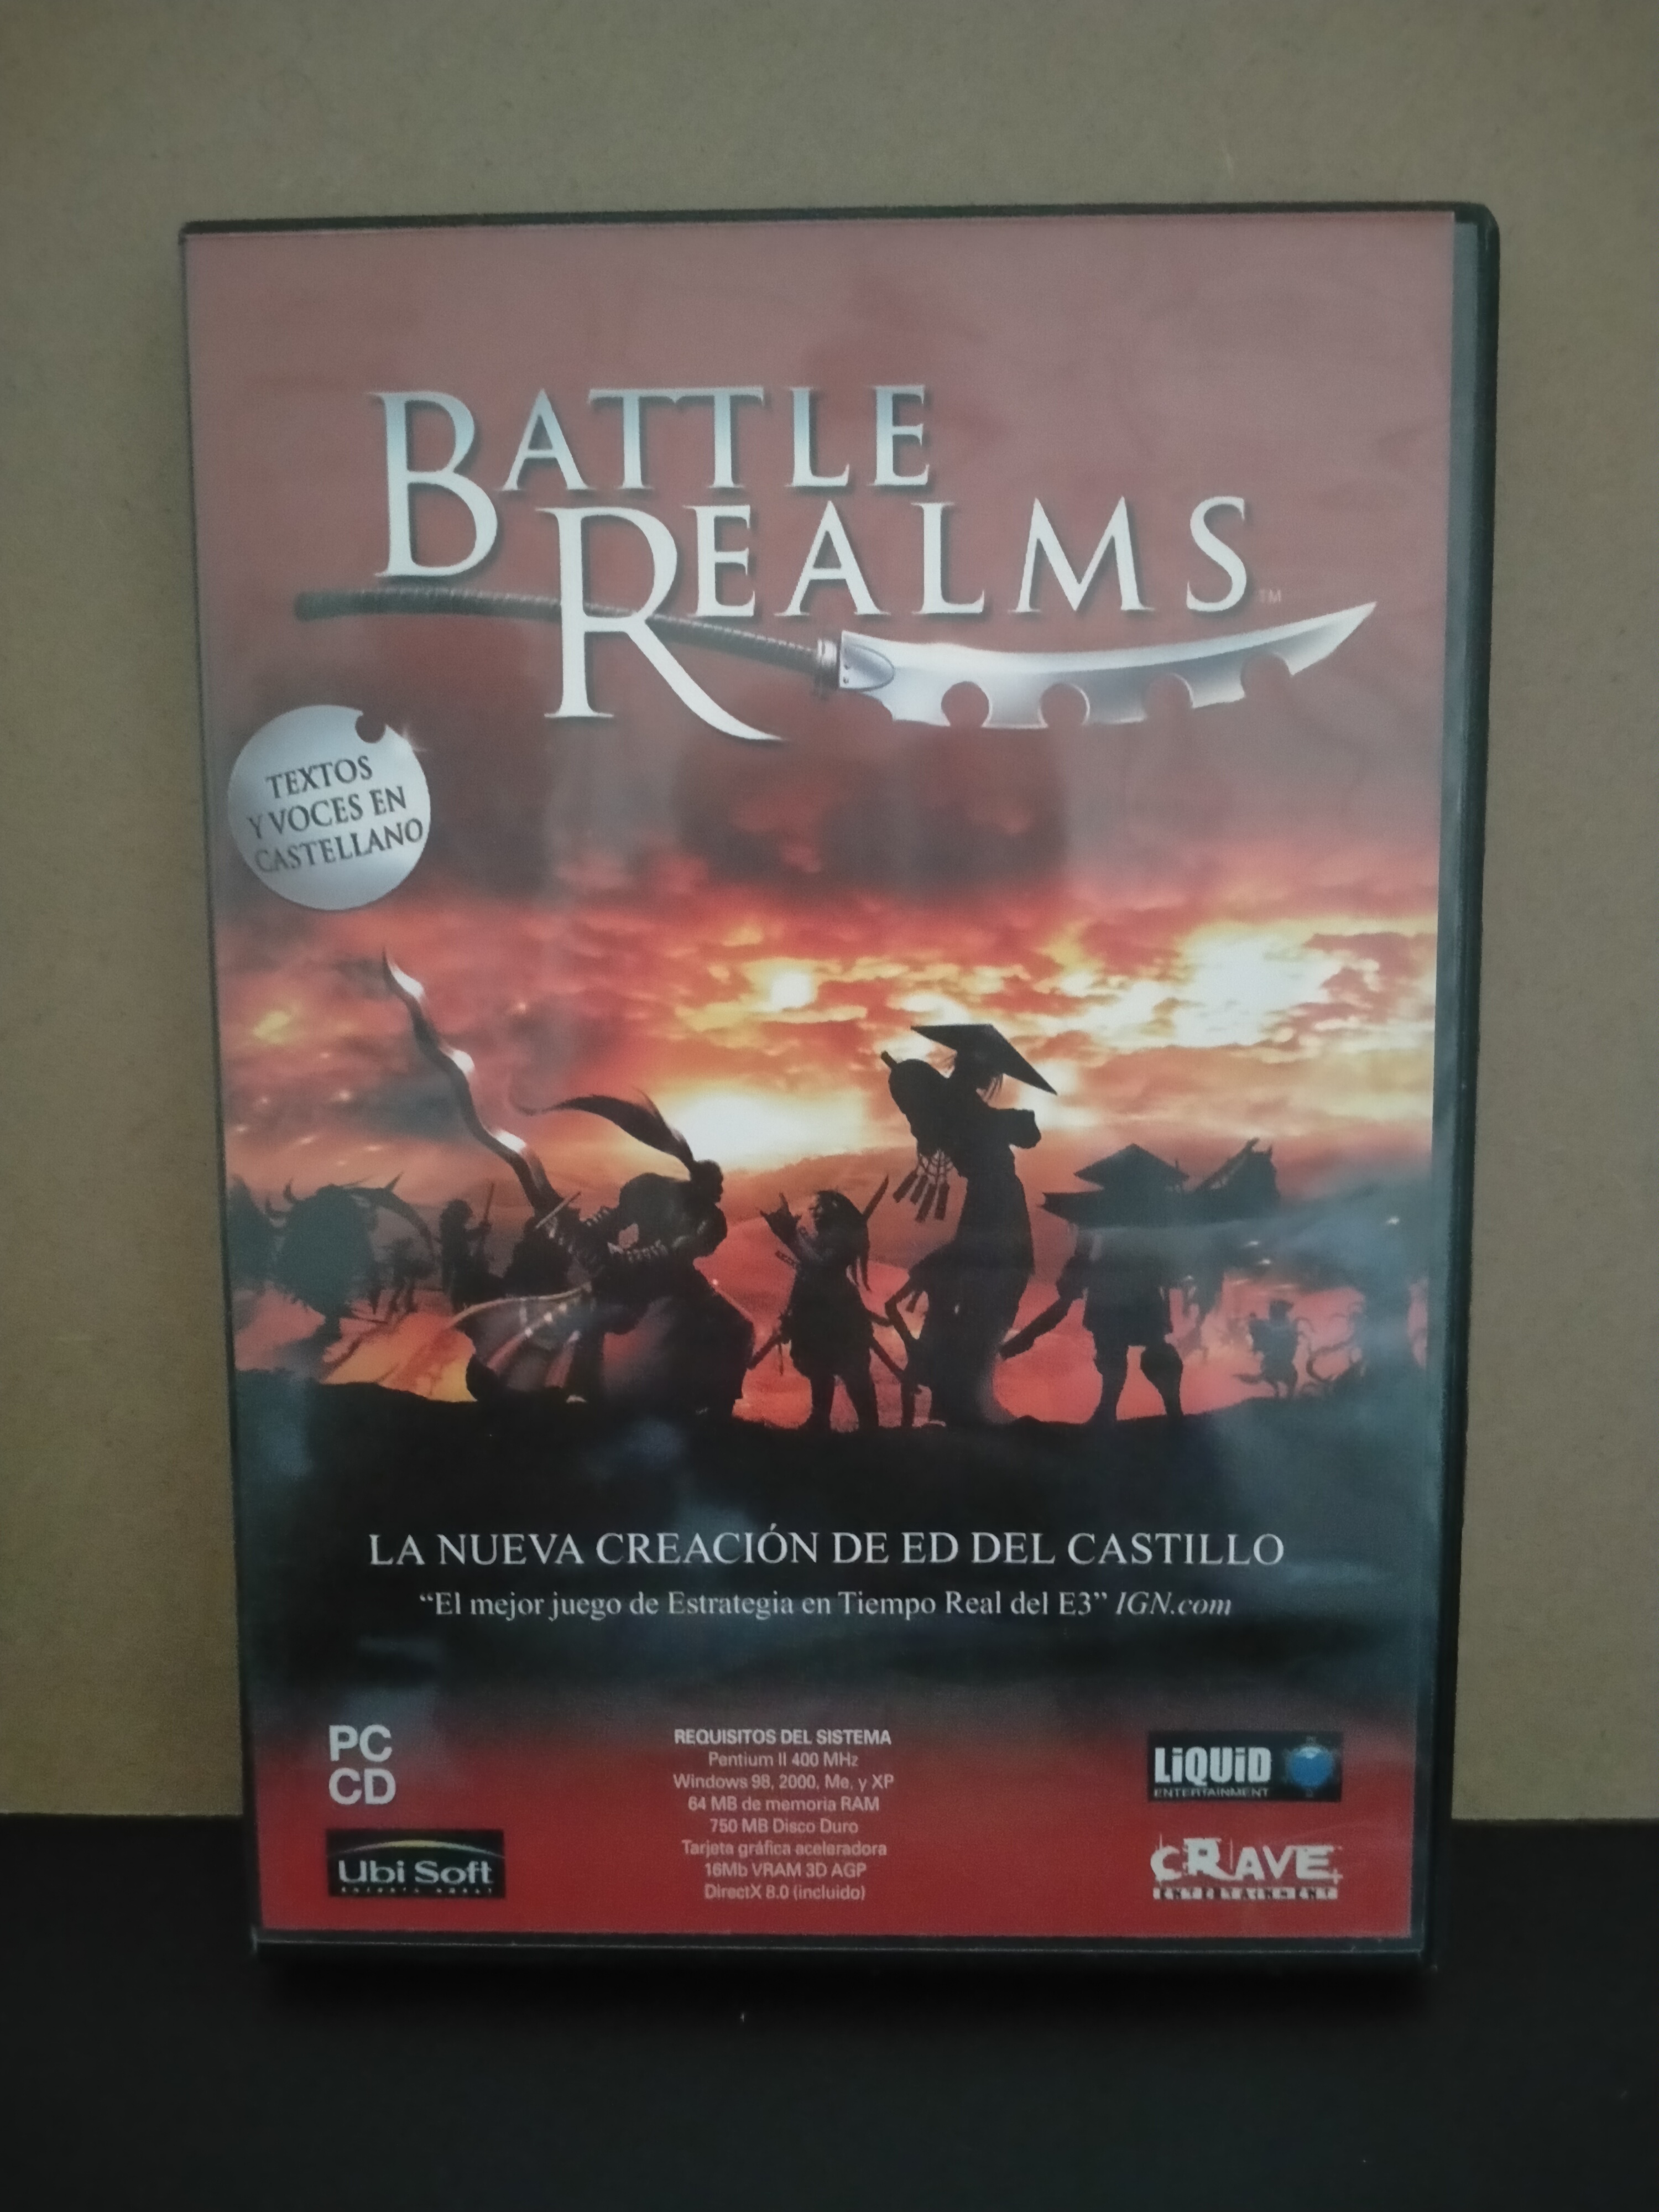 BATTLE
REALMS™
TEXTOS
Y VOCES EN
CASTELLANO
LA NUEVA CREACIÓN DE ED DEL CASTILLO
“El mejor juego de Estrategia en Tiempo Real del E3” IGN.com
PC
CD
Ubi Soft
REQUISITOS DEL SISTEMA
Pentium II 400 MHz
Windows 98, 2000, Me, y XP
64 MB de memoria RAM
750 MB Disco Duro
Tarjeta gráfica aceleradora
16Mb VRAM 3D AGP
DirectX 8.0 (incluido)
LiQUiD
ENTERTAINMENT
CRAVE
ENTERTAINMENT